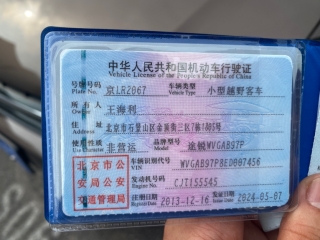 中华人民共和国机动车行驶证
Vehicle License of the People's Republic of China
号牌号码 京LR2067 车辆类型 小型越野客车
Plate No. Vehicle Type
所有人 王海利
Owner
住址 北京市石景山区金顶街三区7栋1805号
Address
使用性质 非营运 品牌型号 途锐WVGAB97P
Use Character Model
北京市公 车辆识别代号 WVGAB97P8ED007456
VIN
安局公安 发动机号码 CJT155545
Engine No.
交通管理局 注册日期 2013-12-16 发证日期 2024-05-07
Register Date Issue Date